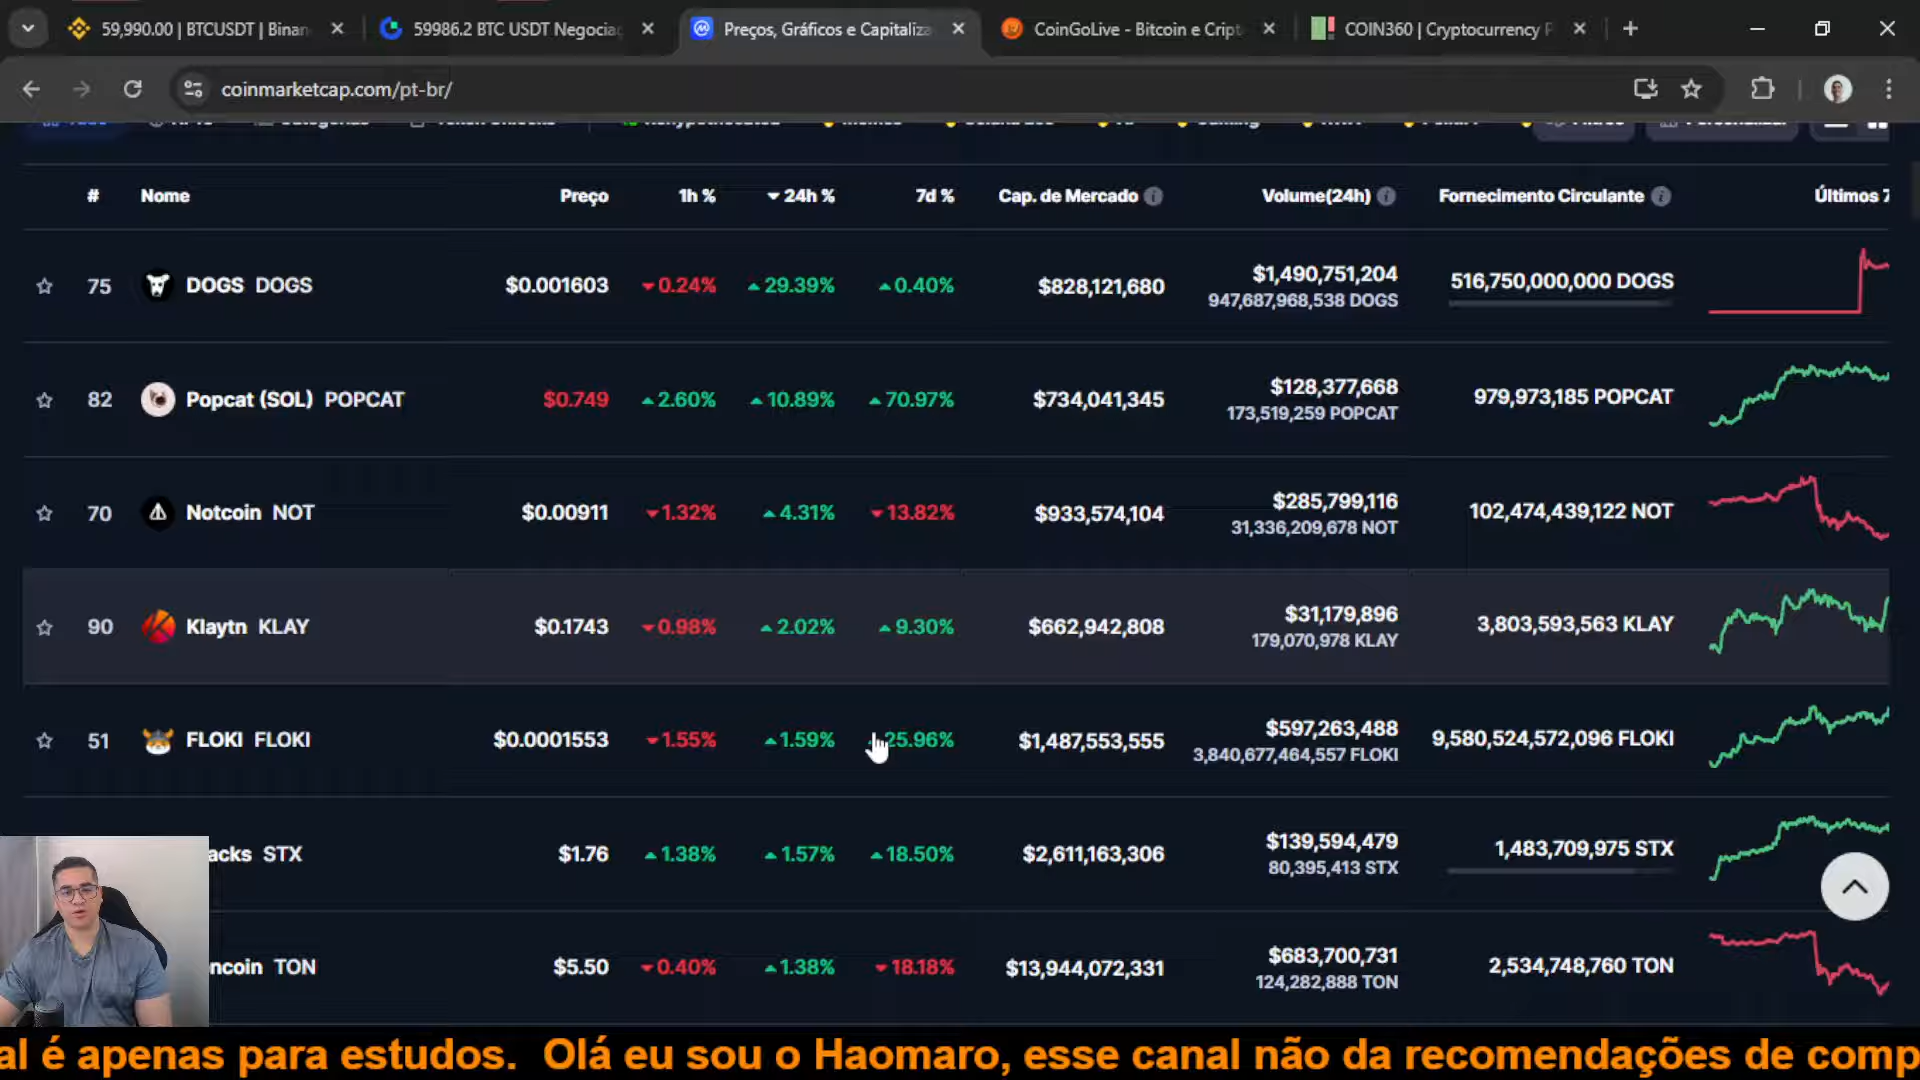 59,990.00 | BTCUSDT | Binan
59986.2 BTC USDT Negociaç
Preços, Gráficos e Capitaliza
CoinGoLive - Bitcoin e Cript
COIN360 | Cryptocurrency P
coinmarketcap.com/pt-br/
# Nome Preço 1h % 24h % 7d % Cap. de Mercado Volume(24h) Fornecimento Circulante Últimos 7
75 DOGS DOGS $0.001603 0.24% 29.39% 0.40% $828,121,680 $1,490,751,204 516,750,000,000 DOGS
947,687,968,538 DOGS
82 Popcat (SOL) POPCAT $0.749 2.60% 10.89% 70.97% $734,041,345 $128,377,668 979,973,185 POPCAT
173,519,259 POPCAT
70 Notcoin NOT $0.00911 1.32% 4.31% 13.82% $933,574,104 $285,799,116 102,474,439,122 NOT
31,336,209,678 NOT
90 Klaytn KLAY $0.1743 0.98% 2.02% 9.30% $662,942,808 $31,179,896 3,803,593,563 KLAY
179,070,978 KLAY
51 FLOKI FLOKI $0.0001553 1.55% 1.59% 25.96% $1,487,553,555 $597,263,488 9,580,524,572,096 FLOKI
3,840,677,464,557 FLOKI
acks STX $1.76 1.38% 1.57% 18.50% $2,611,163,306 $139,594,479 1,483,709,975 STX
80,395,413 STX
ncoin TON $5.50 0.40% 1.38% 18.18% $13,944,072,331 $683,700,731 2,534,748,760 TON
124,282,888 TON
al é apenas para estudos. Olá eu sou o Haomaro, esse canal não da recomendações de comp